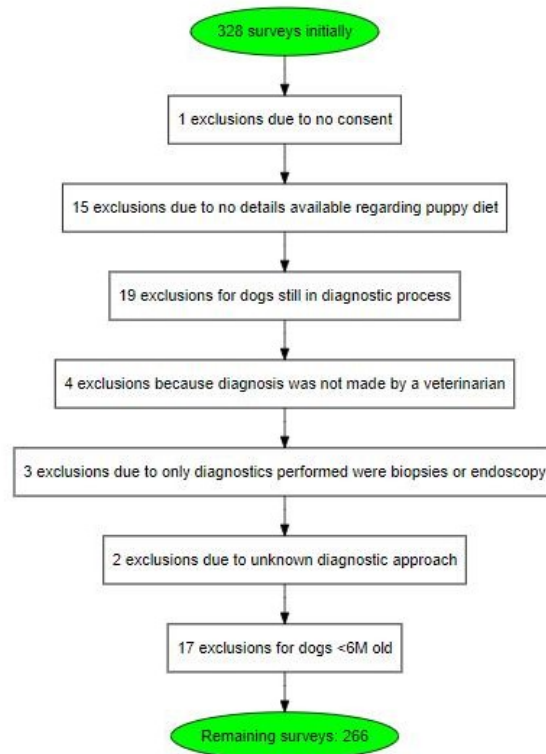 328 surveys initially
1 exclusions due to no consent
15 exclusions due to no details available regarding puppy diet
19 exclusions for dogs still in diagnostic process
4 exclusions because diagnosis was not made by a veterinarian
3 exclusions due to only diagnostics performed were biopsies or endoscopy
2 exclusions due to unknown diagnostic approach
17 exclusions for dogs <6M old
Remaining surveys: 266